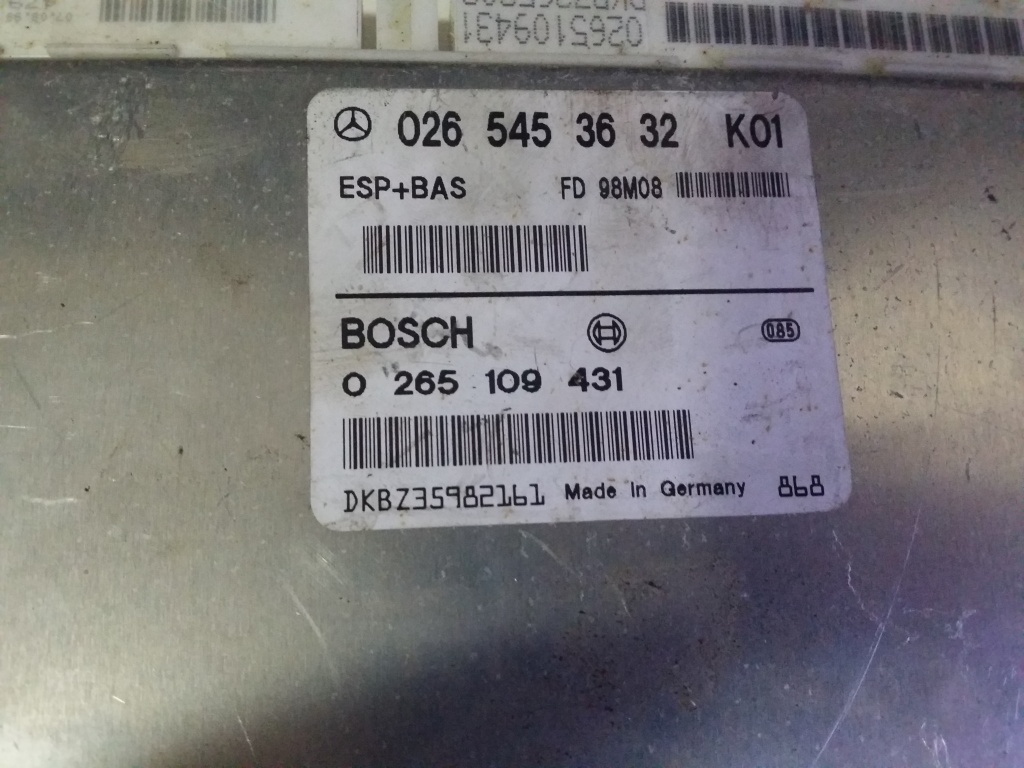 0265109431
026 545 36 32 K01
ESP+BAS FD 98M08
BOSCH
085
0 265 109 431
DKBZ35982161 Made in Germany 868